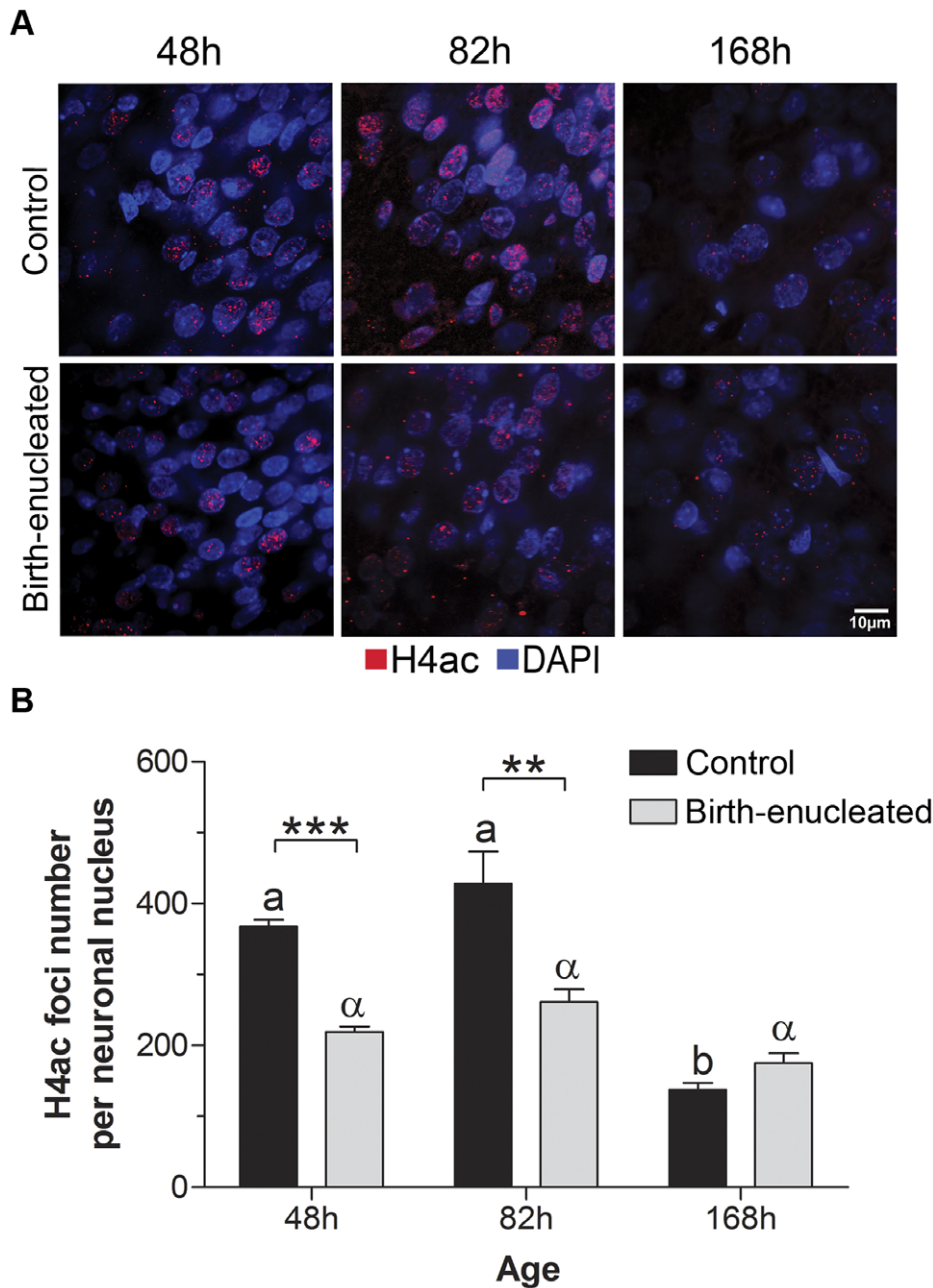 A
48h 82h 168h
Control
Birth-enucleated
10µm
H4ac DAPI
B
H4ac foci number
per neuronal nucleus
600
400
200
0
Control
Birth-enucleated
***
**
a
α
a
α
b
α
48h 82h 168h
Age